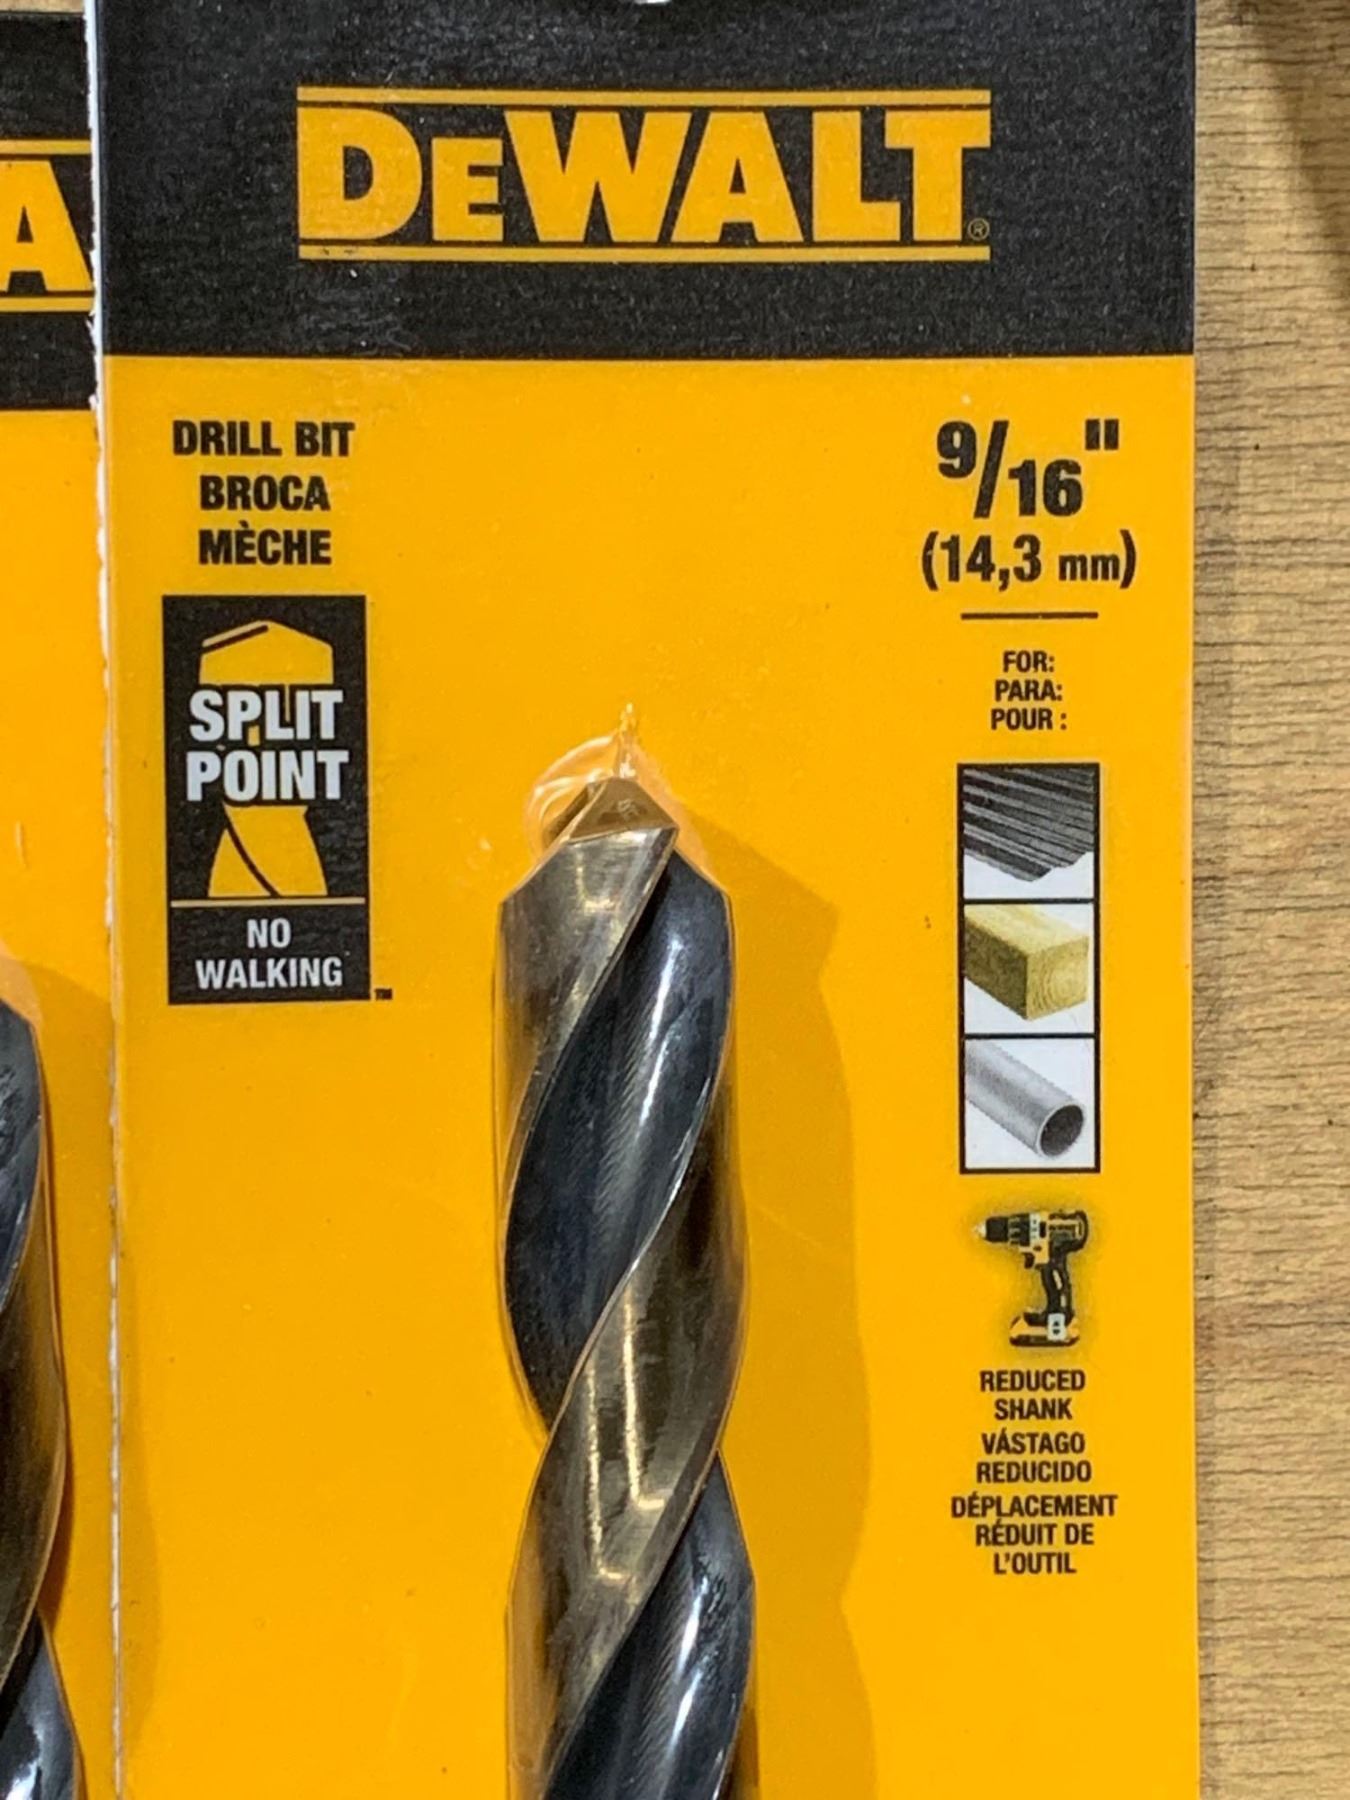 DEWALT®
A
DRILL BIT
BROCA
MÈCHE
SPLIT
POINT
NO
WALKING™
9/16"
(14,3 mm)
FOR:
PARA:
POUR :
REDUCED
SHANK
VÁSTAGO
REDUCIDO
DÉPLACEMENT
RÉDUIT DE
L'OUTIL